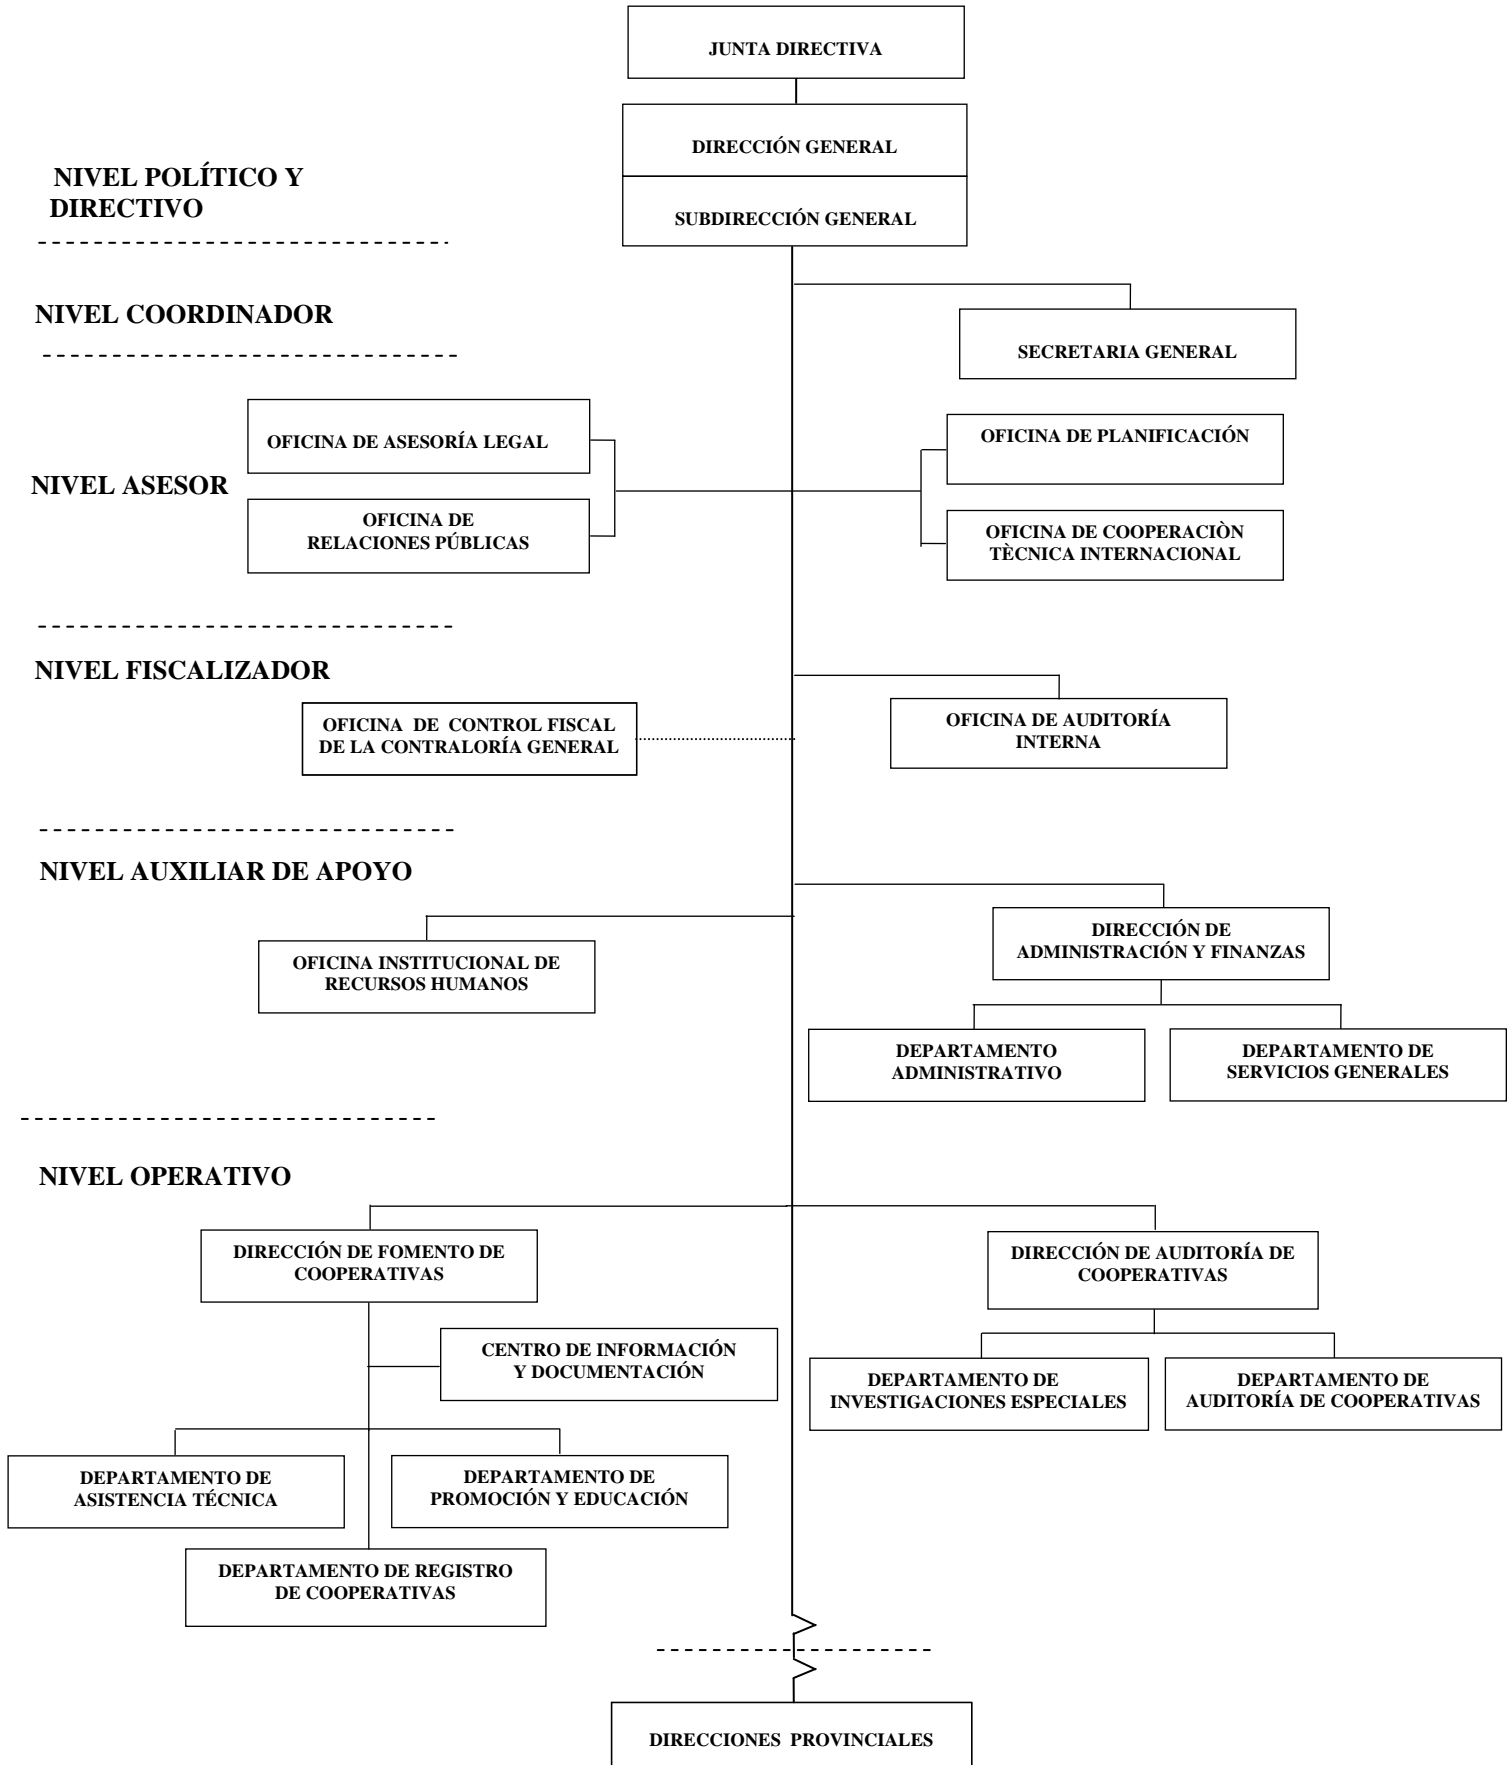 JUNTA DIRECTIVA
DIRECCIÓN GENERAL
NIVEL POLÍTICO Y
DIRECTIVO
SUBDIRECCIÓN GENERAL
NIVEL COORDINADOR
SECRETARIA GENERAL
OFICINA DE ASESORÍA LEGAL
OFICINA DE PLANIFICACIÓN
NIVEL ASESOR
OFICINA DE
RELACIONES PÚBLICAS
OFICINA DE COOPERACIÒN
TÈCNICA INTERNACIONAL
NIVEL FISCALIZADOR
OFICINA DE CONTROL FISCAL
DE LA CONTRALORÍA GENERAL
OFICINA DE AUDITORÍA
INTERNA
NIVEL AUXILIAR DE APOYO
DIRECCIÓN DE
ADMINISTRACIÓN Y FINANZAS
OFICINA INSTITUCIONAL DE
RECURSOS HUMANOS
DEPARTAMENTO
ADMINISTRATIVO
DEPARTAMENTO DE
SERVICIOS GENERALES
NIVEL OPERATIVO
DIRECCIÓN DE FOMENTO DE
COOPERATIVAS
DIRECCIÓN DE AUDITORÍA DE
COOPERATIVAS
CENTRO DE INFORMACIÓN
Y DOCUMENTACIÓN
DEPARTAMENTO DE
INVESTIGACIONES ESPECIALES
DEPARTAMENTO DE
AUDITORÍA DE COOPERATIVAS
DEPARTAMENTO DE
ASISTENCIA TÉCNICA
DEPARTAMENTO DE
PROMOCIÓN Y EDUCACIÓN
DEPARTAMENTO DE REGISTRO
DE COOPERATIVAS
DIRECCIONES PROVINCIALES